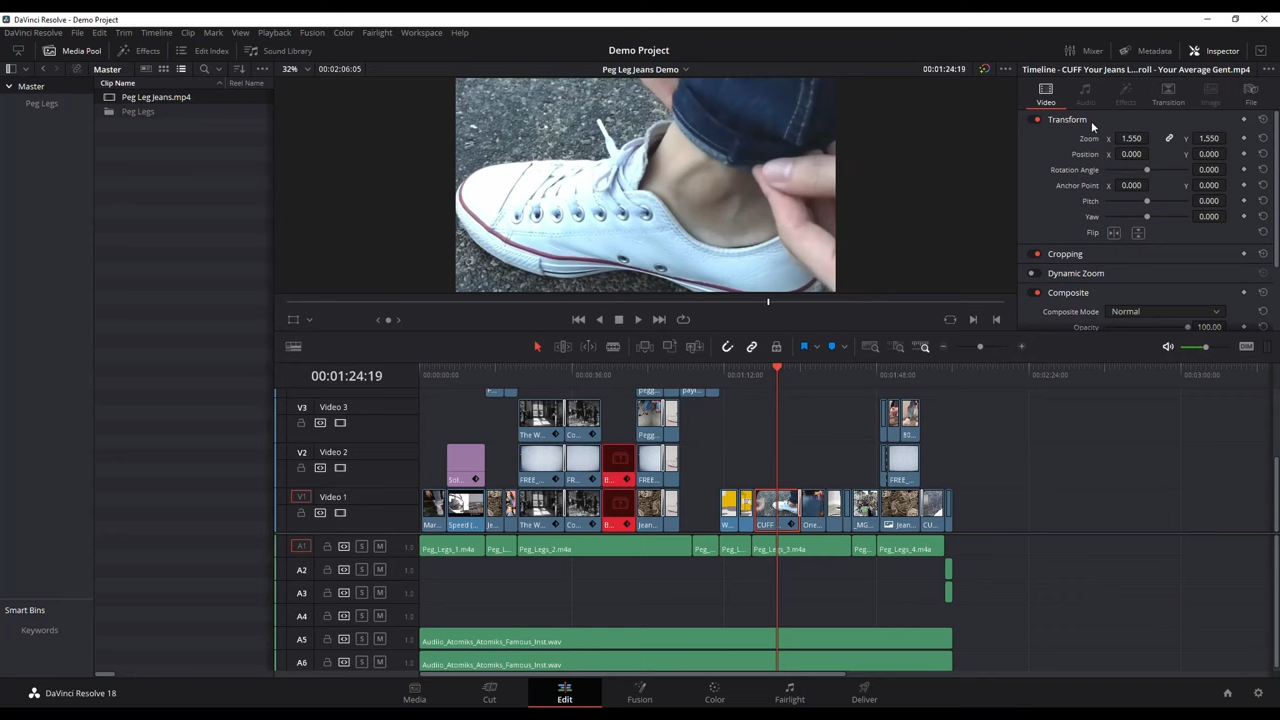 DaVinci Resolve - Demo Project
DaVinci Resolve File Edit Trim Timeline Clip Mark View Playback Fusion Color Fairlight Workspace Help
Media Pool Effects Edit Index Sound Library Demo Project Mixer Metadata Inspector
Master 32% 00:02:06:05 Peg Leg Jeans Demo 00:01:24:19 Timeline - CUFF Your Jeans L...roll - Your Average Gent.mp4
Master
Peg Legs
Clip Name Reel Name
Peg Leg Jeans.mp4
Peg Legs
Video Audio Effects Transition Image File
Transform
Zoom X 1.550 Y 1.550
Position X 0.000 Y 0.000
Rotation Angle 0.000
Anchor Point X 0.000 Y 0.000
Pitch 0.000
Yaw 0.000
Flip
Cropping
Dynamic Zoom
Composite
Composite Mode Normal
Opacity 100.00
DIM
00:01:24:19 00:00:00:00 00:00:36:00 00:01:12:00 00:01:48:00 00:02:24:00 00:03:00:00
P... pegg... payi...
V3 Video 3
The W... Co... Pegg...
V2 Video 2
Sol... FREE_... FR... B... FREE_... FREE_...
V1 Video 1
Mar... Speed (... Je... The W... Co... B... Jean... W... CUFF... One... _MG... Jean... CU...
A1 M 1.0 Peg_Legs_1.m4a Peg_L... Peg_Legs_2.m4a Peg_... Peg_L... Peg_Legs_3.m4a Peg... Peg_Legs_4.m4a
A2 S M 1.0
A3 S M 1.0
A4 S M 1.0
A5 S M 1.0 Audiio_Atomiks_Atomiks_Famous_Inst.wav
A6 S M 1.0 Audiio_Atomiks_Atomiks_Famous_Inst.wav
Smart Bins
Keywords
DaVinci Resolve 18 Media Cut Edit Fusion Color Fairlight Deliver